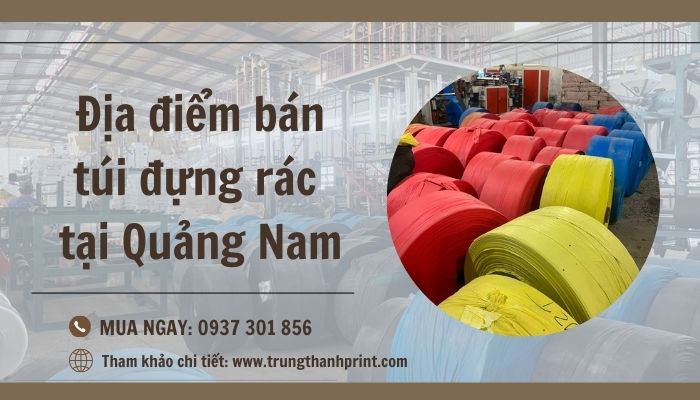 Địa điểm bán
túi đựng rác
tại Quảng Nam
MUA NGAY: 0937 301 856
Tham khảo chi tiết: www.trungthanhprint.com